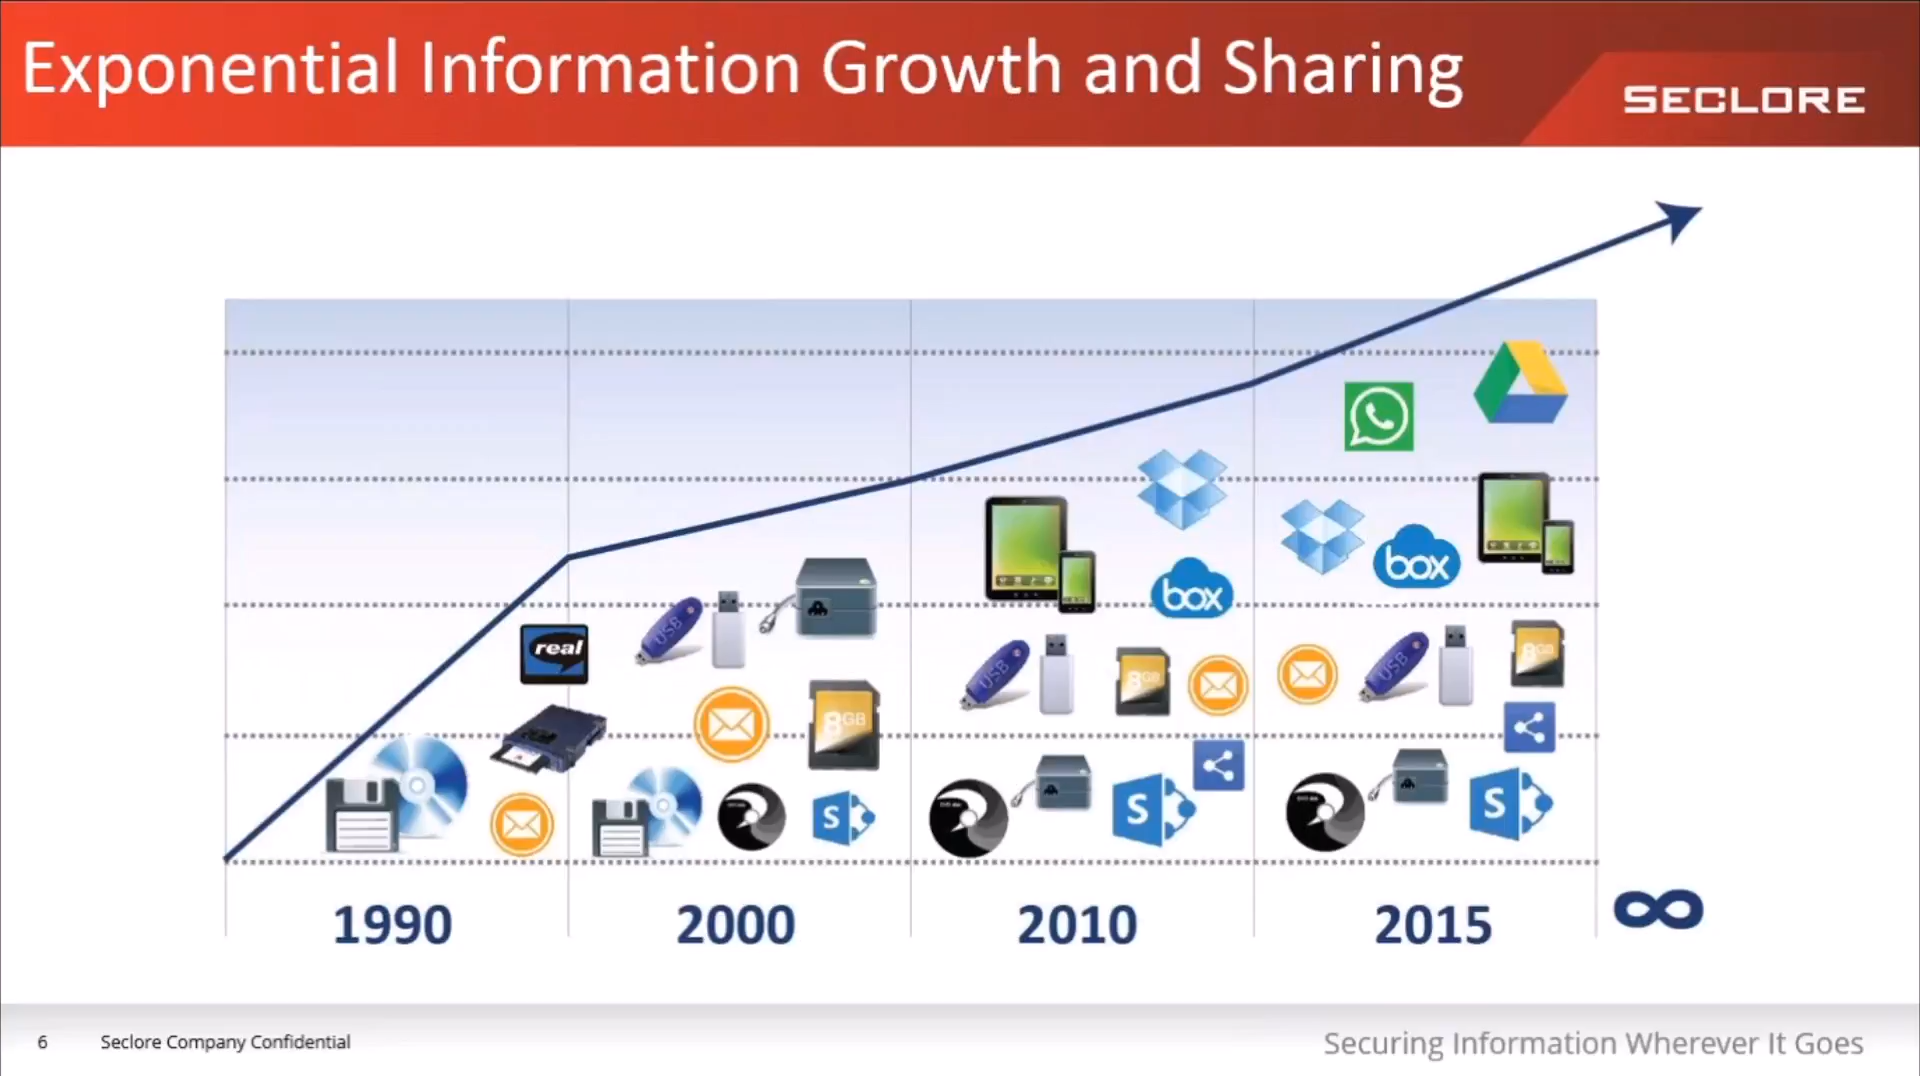 Exponential Information Growth and Sharing
SECLORE
real
USB
8GB
box
USB
8GB
box
USB
8GB
S
S
S
1990
2000
2010
2015
∞
6
Seclore Company Confidential
Securing Information Wherever It Goes